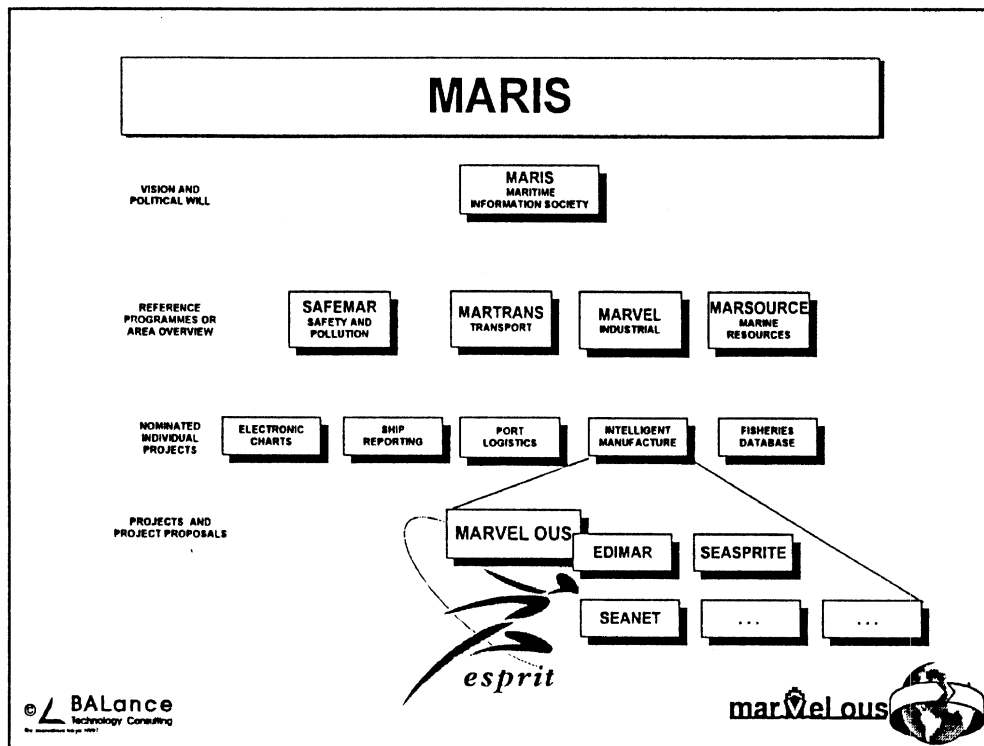 MARIS
VISION AND
POLITICAL WILL
MARIS
MARITIME
INFORMATION SOCIETY
REFERENCE
PROGRAMMES OR
AREA OVERVIEW
SAFEMAR
SAFETY AND
POLLUTION
MARTRANS
TRANSPORT
MARVEL
INDUSTRIAL
MARSOURCE
MARINE
RESOURCES
NOMINATED
INDIVIDUAL
PROJECTS
ELECTRONIC
CHARTS
SHIP
REPORTING
PORT
LOGISTICS
INTELLIGENT
MANUFACTURE
FISHERIES
DATABASE
PROJECTS AND
PROJECT PROPOSALS
MARVEL OUS
EDIMAR
SEASPRITE
SEANET
...
...
esprit
© BALance
Technology Consulting
marvel ous